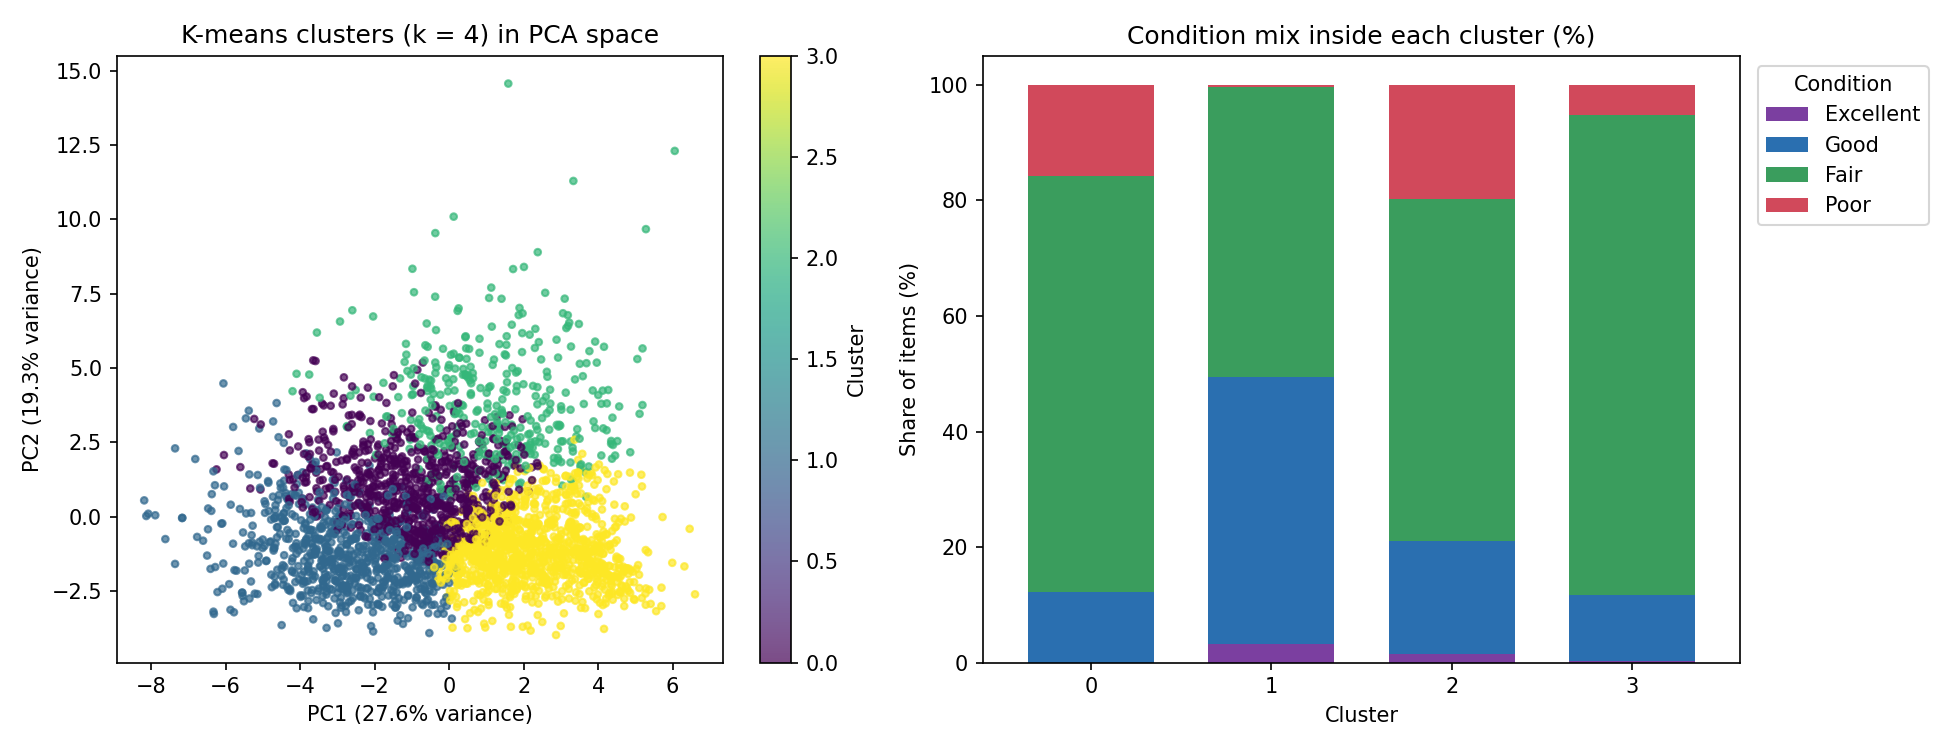 K-means clusters (k = 4) in PCA space
15.0
12.5
10.0
7.5
5.0
2.5
0.0
−2.5
PC2 (19.3% variance)
−8
−6
−4
−2
0
2
4
6
PC1 (27.6% variance)
3.0
2.5
2.0
1.5
1.0
0.5
0.0
Cluster
Condition mix inside each cluster (%)
100
80
60
40
20
0
Share of items (%)
0
1
2
3
Cluster
Condition
Excellent
Good
Fair
Poor